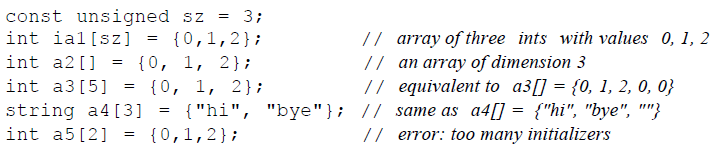 const unsigned sz = 3;
int ia1[sz] = {0,1,2}; // array of three ints with values 0, 1, 2
int a2[] = {0, 1, 2}; // an array of dimension 3
int a3[5] = {0, 1, 2}; // equivalent to a3[] = {0, 1, 2, 0, 0}
string a4[3] = {"hi", "bye"}; // same as a4[] = {"hi", "bye", ""}
int a5[2] = {0,1,2}; // error: too many initializers